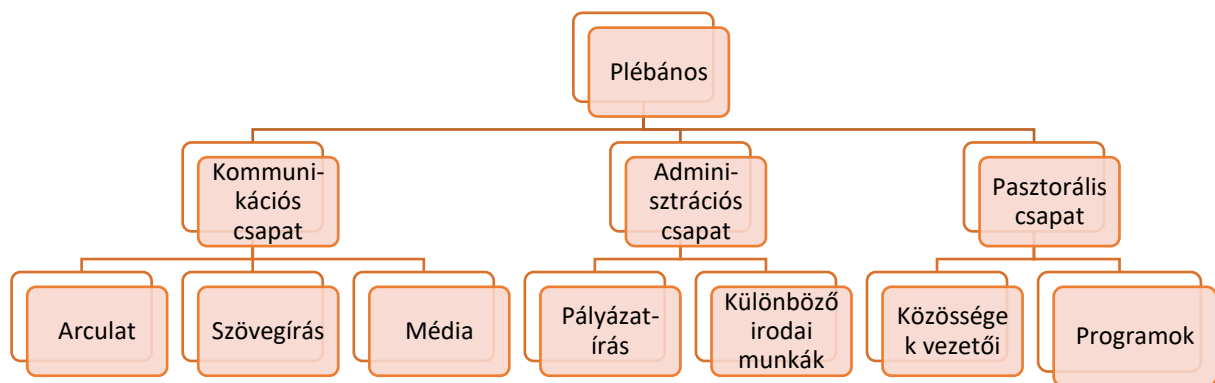 Plébános
Kommuni-
kációs
csapat
Admini-
sztrációs
csapat
Pasztorális
csapat
Arculat
Szövegírás
Média
Pályázat-
írás
Különböző
irodai
munkák
Közössége
k vezetői
Programok